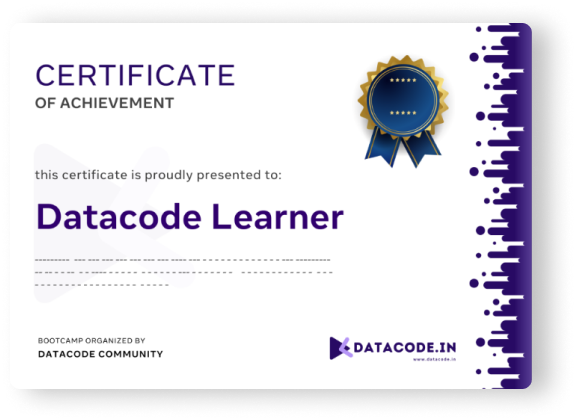 CERTIFICATE
OF ACHIEVEMENT
this certificate is proudly presented to:
Datacode Learner
BOOTCAMP ORGANIZED BY
DATACODE COMMUNITY
DATACODE.IN
www.datacode.in